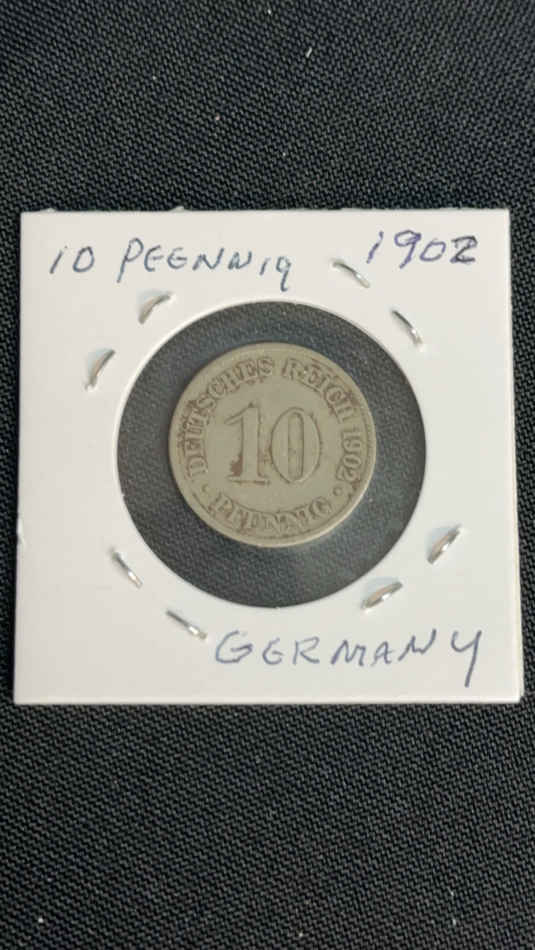 10 PFENNIG 1902
DEUTSCHES REICH 1902
10
PFENNIG
GERMANY